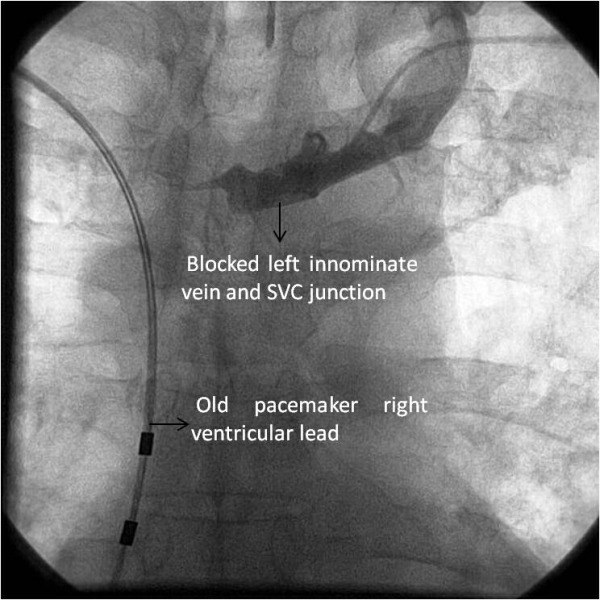 Blocked left innominate
vein and SVC junction
Old pacemaker right
ventricular lead